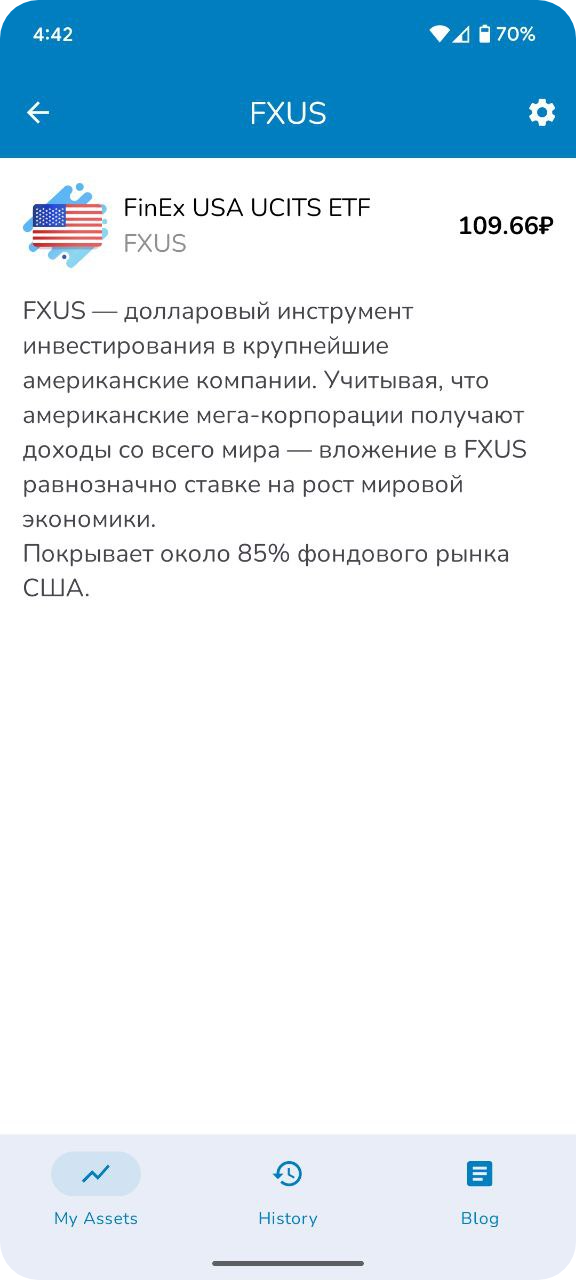 4:42
70%
FXUS
FinEx USA UCITS ETF
FXUS
109.66₽
FXUS — долларовый инструмент
инвестирования в крупнейшие
американские компании. Учитывая, что
американские мега-корпорации получают
доходы со всего мира — вложение в FXUS
равнозначно ставке на рост мировой
экономики.
Покрывает около 85% фондового рынка
США.
My Assets
History
Blog